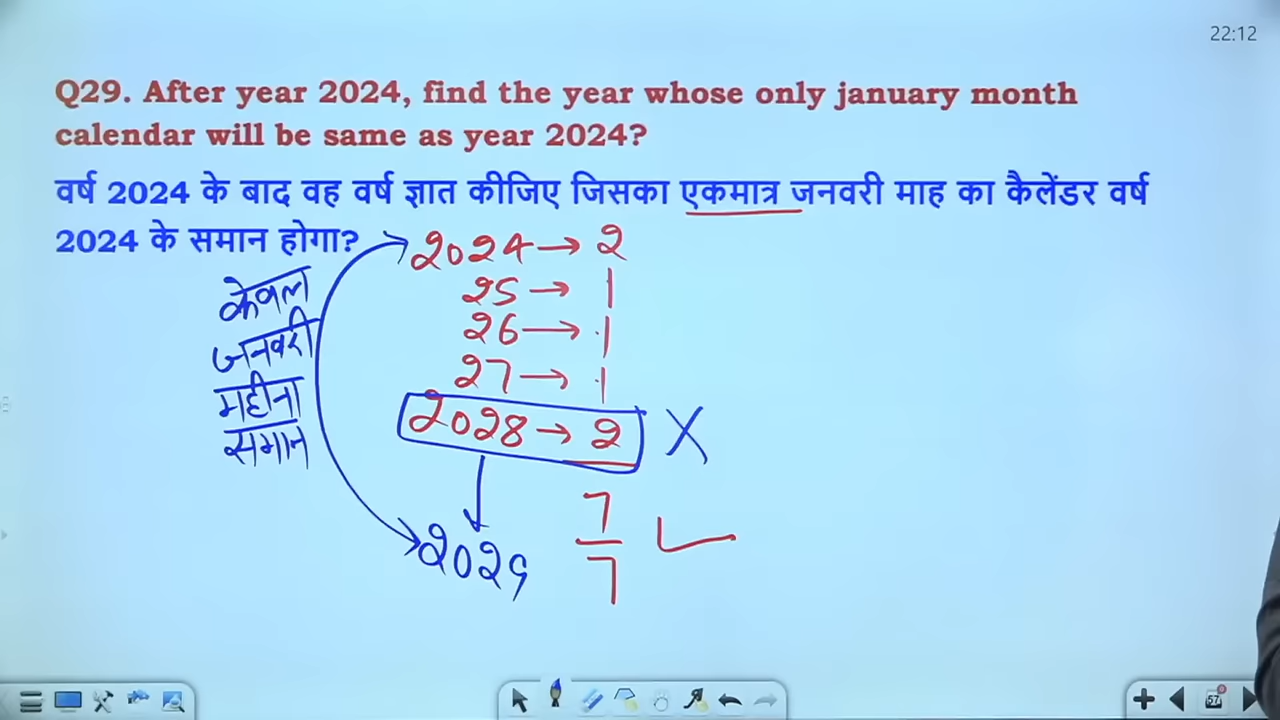 22:12
Q29. After year 2024, find the year whose only january month
calendar will be same as year 2024?
वर्ष 2024 के बाद वह वर्ष ज्ञात कीजिए जिसका एकमात्र जनवरी माह का कैलेंडर वर्ष
2024 के समान होगा?
केवल
जनवरी
महीना
समान
2024 → 2
25 → 1
26 → 1
27 → 1
2028 → 2 X
2029
7
7 ✓
57